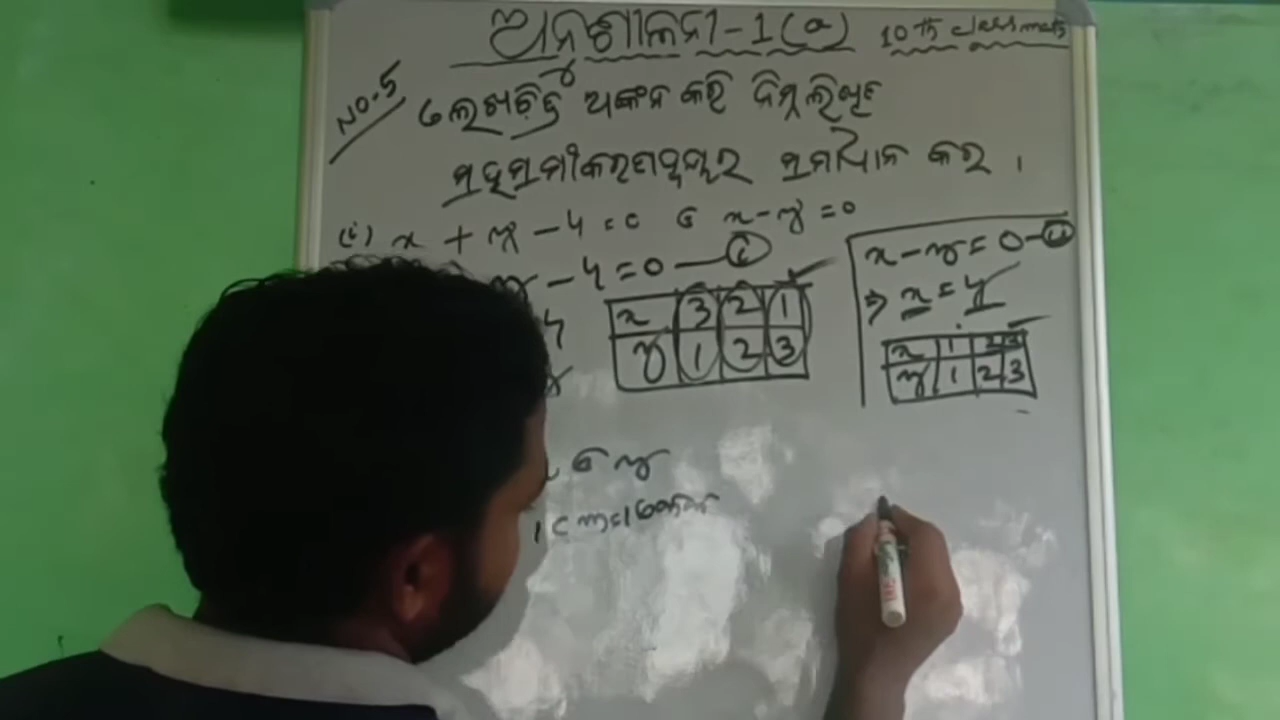 ଅନୁଶୀଳନୀ-1(a) 10th class math
NO-5
ଲେଖଚିତ୍ର ଅଙ୍କନ କରି ନିମ୍ନଲିଖିତ
ସହସମୀକରଣଦ୍ୱୟର ସମାଧାନ କର ।
(i) x + y - 4 = 0 ଓ x - y = 0
y - 4 = 0 — (i)
x 3 2 1
y 1 2 3
x - y = 0 — (ii)
⇒ x = y
x 1 2 3
y 1 2 3
ଓ y